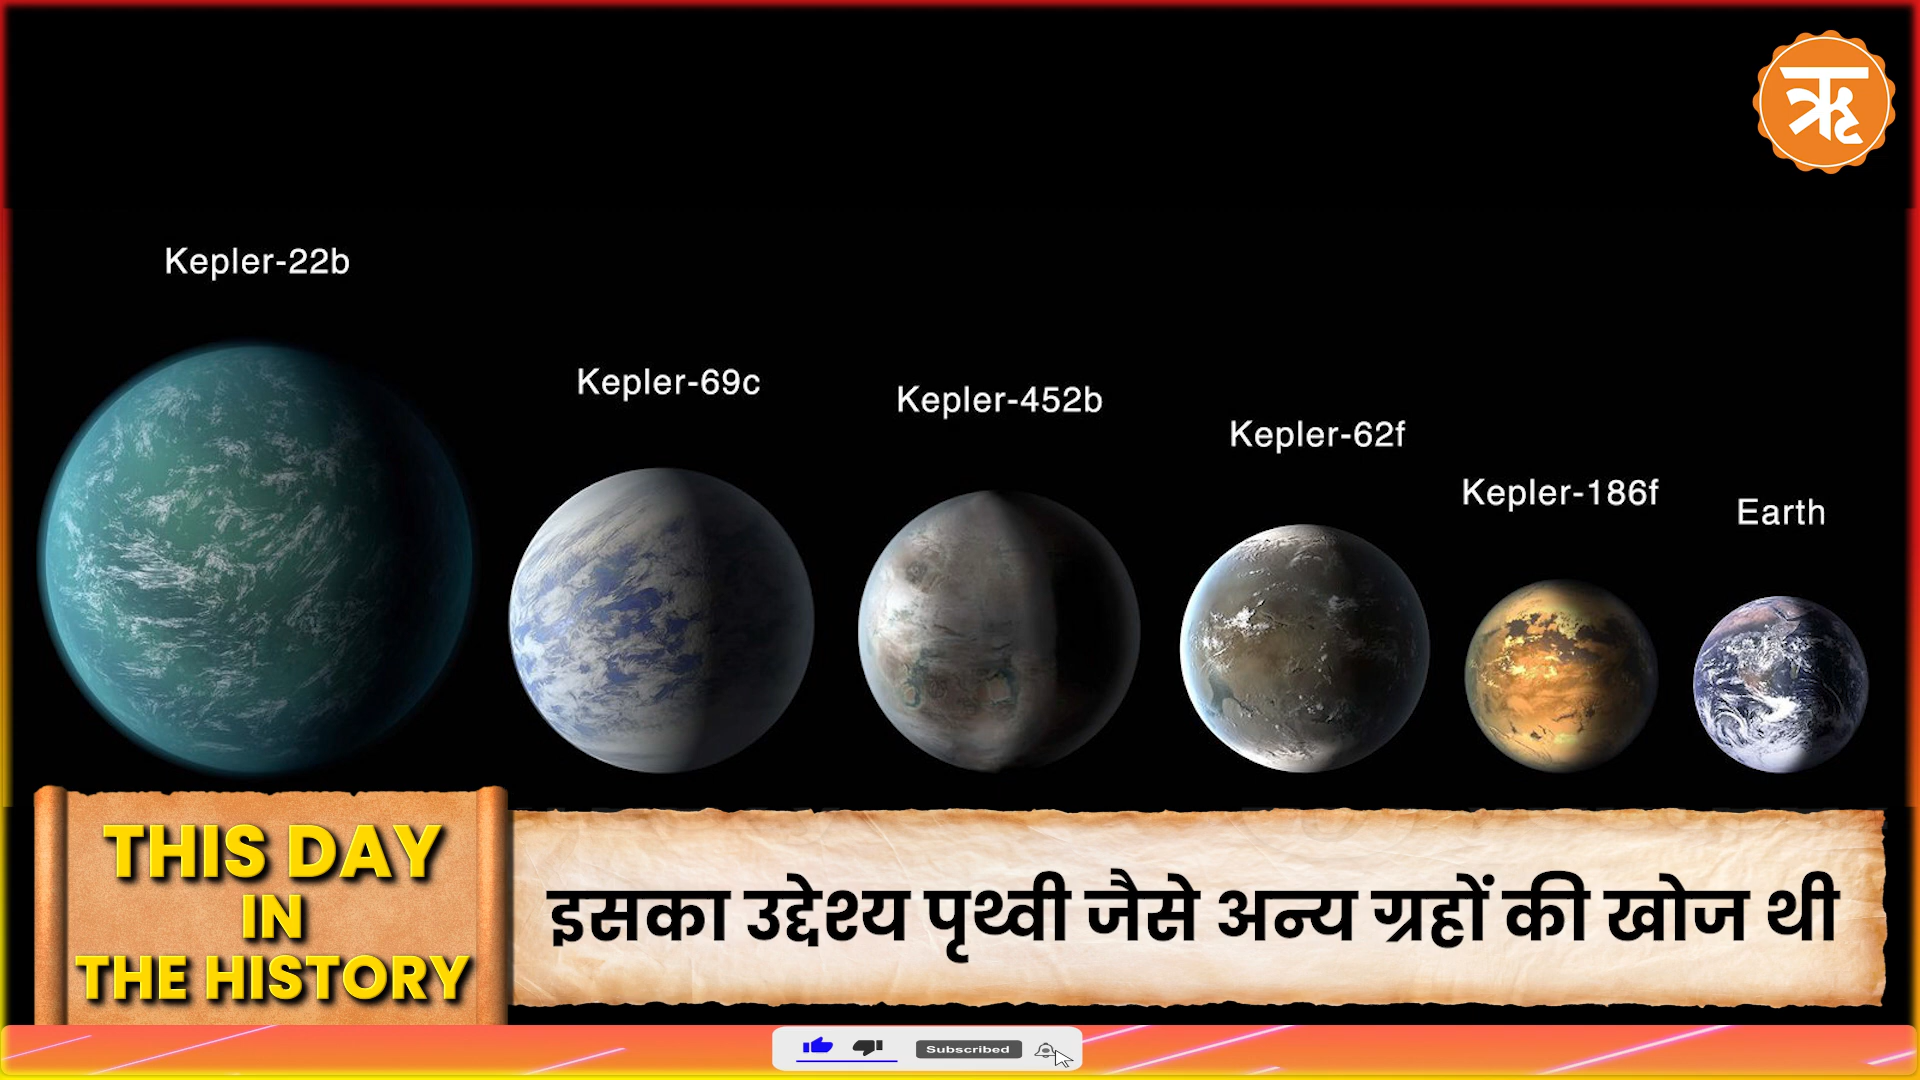 ऋ
Kepler-22b
Kepler-69c
Kepler-452b
Kepler-62f
Kepler-186f
Earth
THIS DAY
IN
THE HISTORY
इसका उद्देश्य पृथ्वी जैसे अन्य ग्रहों की खोज थी
Subscribed